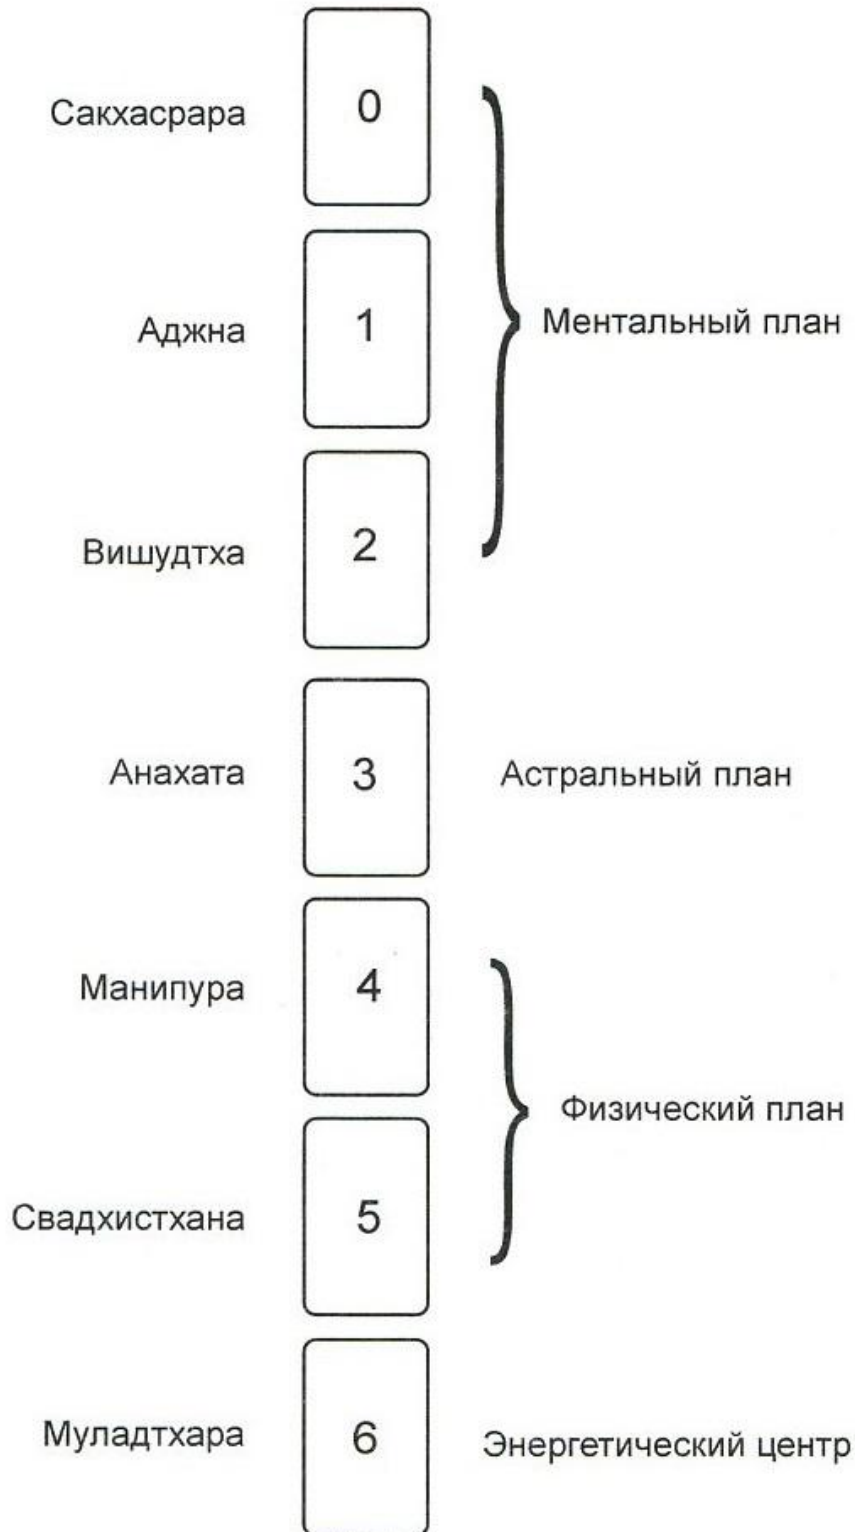 Сакхасрара 0
Аджна 1 Ментальный план
Вишудтха 2
Анахата 3 Астральный план
Манипура 4
Физический план
Свадхистхана 5
Муладтхара 6 Энергетический центр